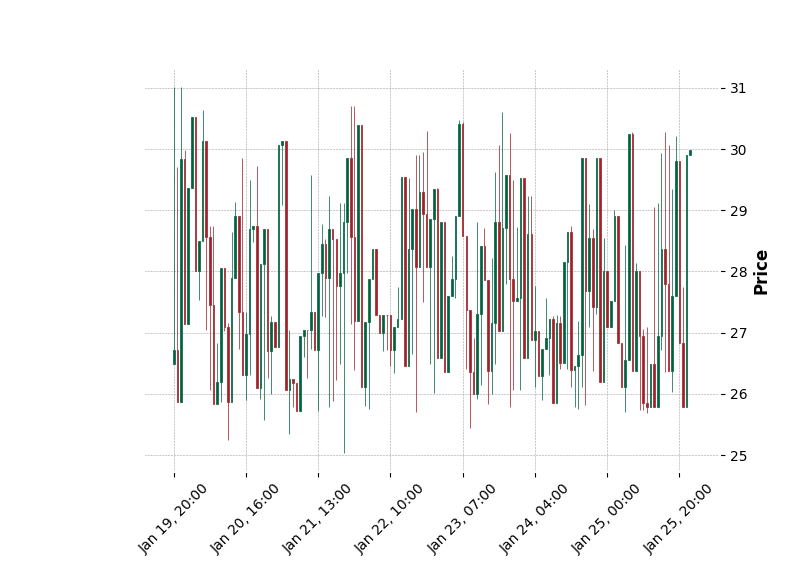 31
30
29
28
27
26
25
Price
Jan 19, 20:00
Jan 20, 16:00
Jan 21, 13:00
Jan 22, 10:00
Jan 23, 07:00
Jan 24, 04:00
Jan 25, 00:00
Jan 25, 20:00